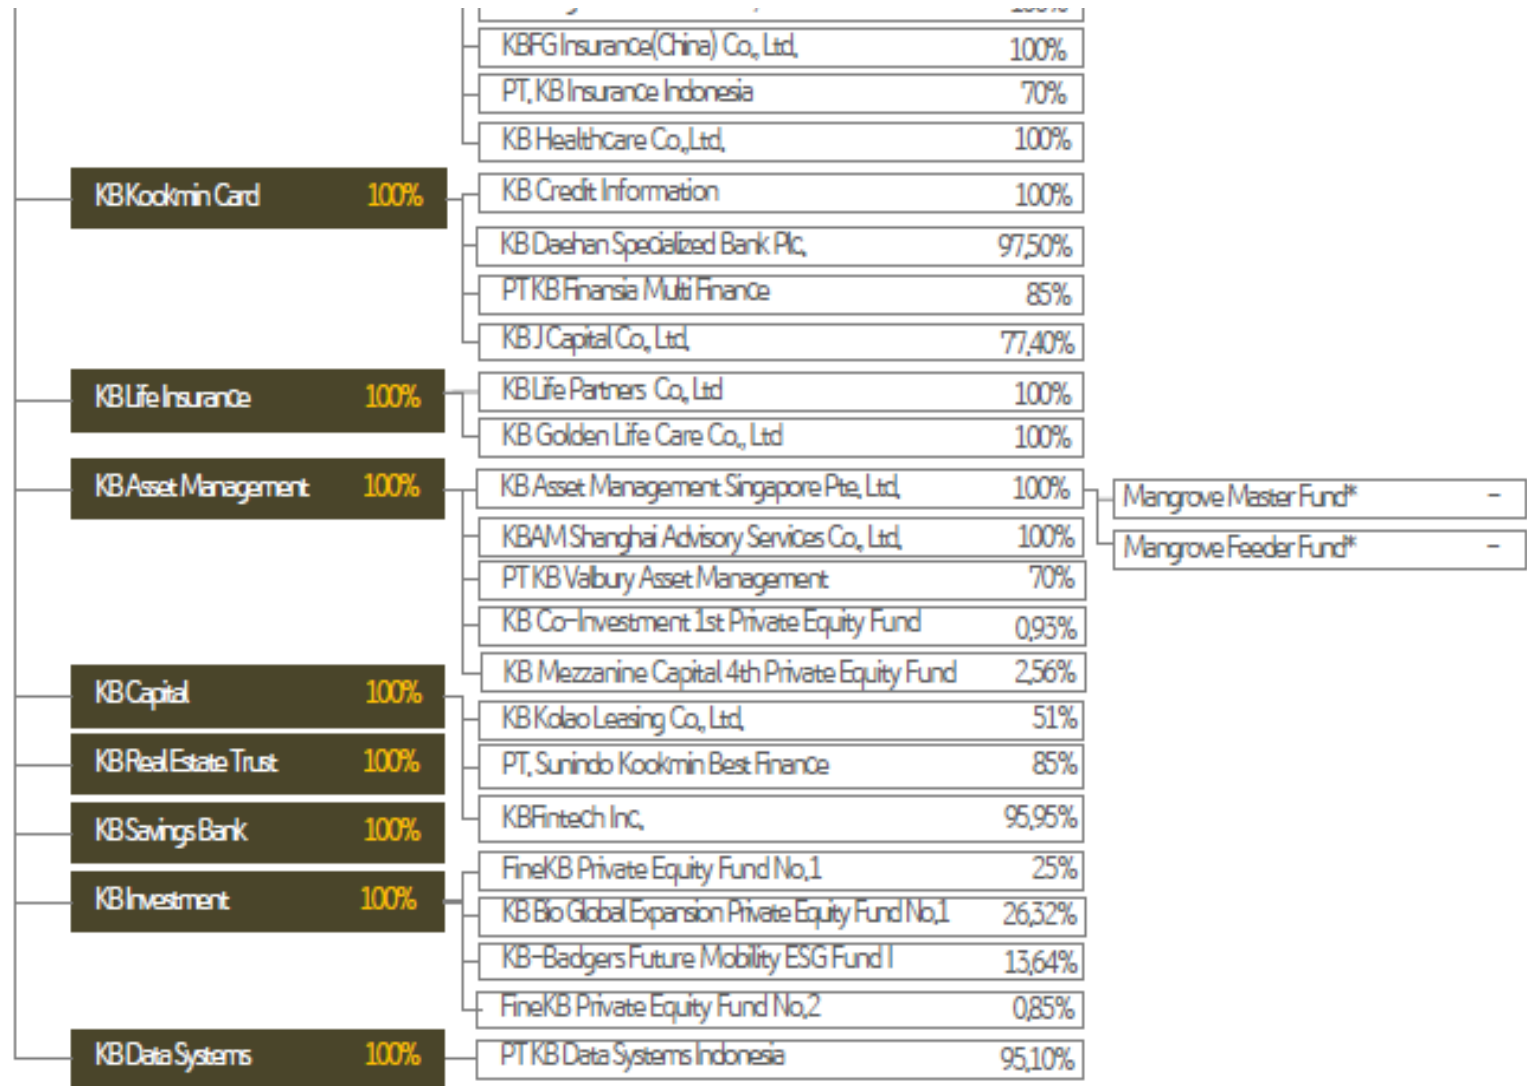 KBFG Insurance(China) Co., Ltd. 100%
PT. KB Insurance Indonesia 70%
KB Healthcare Co.,Ltd. 100%
KB Kookmin Card 100%
KB Credit Information 100%
KB Daehan Specialized Bank Plc. 97.50%
PT KB Finansia Multi Finance 85%
KB J Capital Co., Ltd. 77.40%
KB Life Insurance 100%
KB Life Partners Co., Ltd 100%
KB Golden Life Care Co., Ltd 100%
KB Asset Management 100%
KB Asset Management Singapore Pte. Ltd. 100%
Mangrove Master Fund* –
KBAM Shanghai Advisory Services Co., Ltd. 100%
Mangrove Feeder Fund* –
PT KB Valbury Asset Management 70%
KB Co-Investment 1st Private Equity Fund 0.93%
KB Mezzanine Capital 4th Private Equity Fund 2.56%
KB Capital 100%
KB Kolao Leasing Co., Ltd. 51%
KB Real Estate Trust 100%
PT. Sunindo Kookmin Best Finance 85%
KB Savings Bank 100%
KBFintech Inc. 95.95%
FineKB Private Equity Fund No.1 25%
KB Investment 100%
KB Bio Global Expansion Private Equity Fund No.1 26.32%
KB-Badgers Future Mobility ESG Fund I 13.64%
FineKB Private Equity Fund No.2 0.85%
KB Data Systems 100%
PT KB Data Systems Indonesia 95.10%